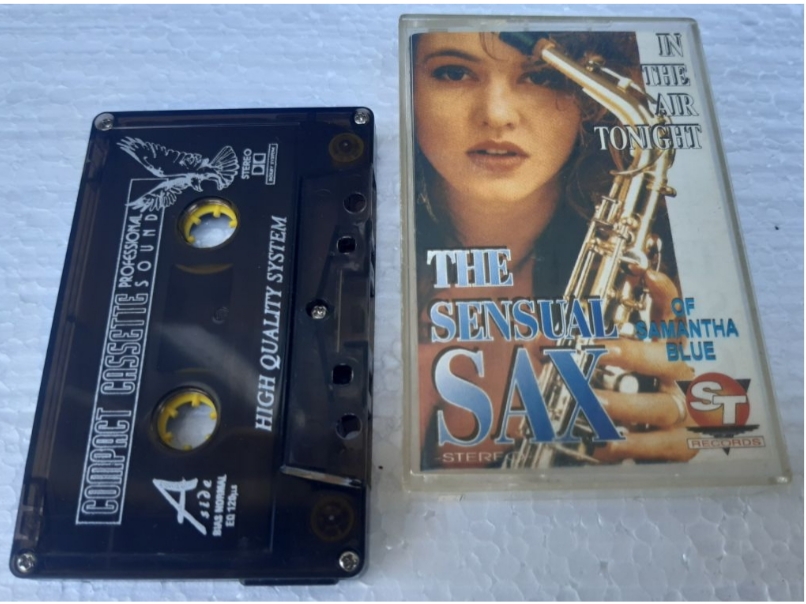 COMPACT CASSETTE
PROFESSIONAL
SOUND
STEREO
HIGH QUALITY SYSTEM
A
side
BIAS NORMAL
EQ 120µs
IN
THE
AIR
TONIGHT
THE
SENSUAL
SAX
OF
SAMANTHA
BLUE
-STEREO-
ST
RECORDS